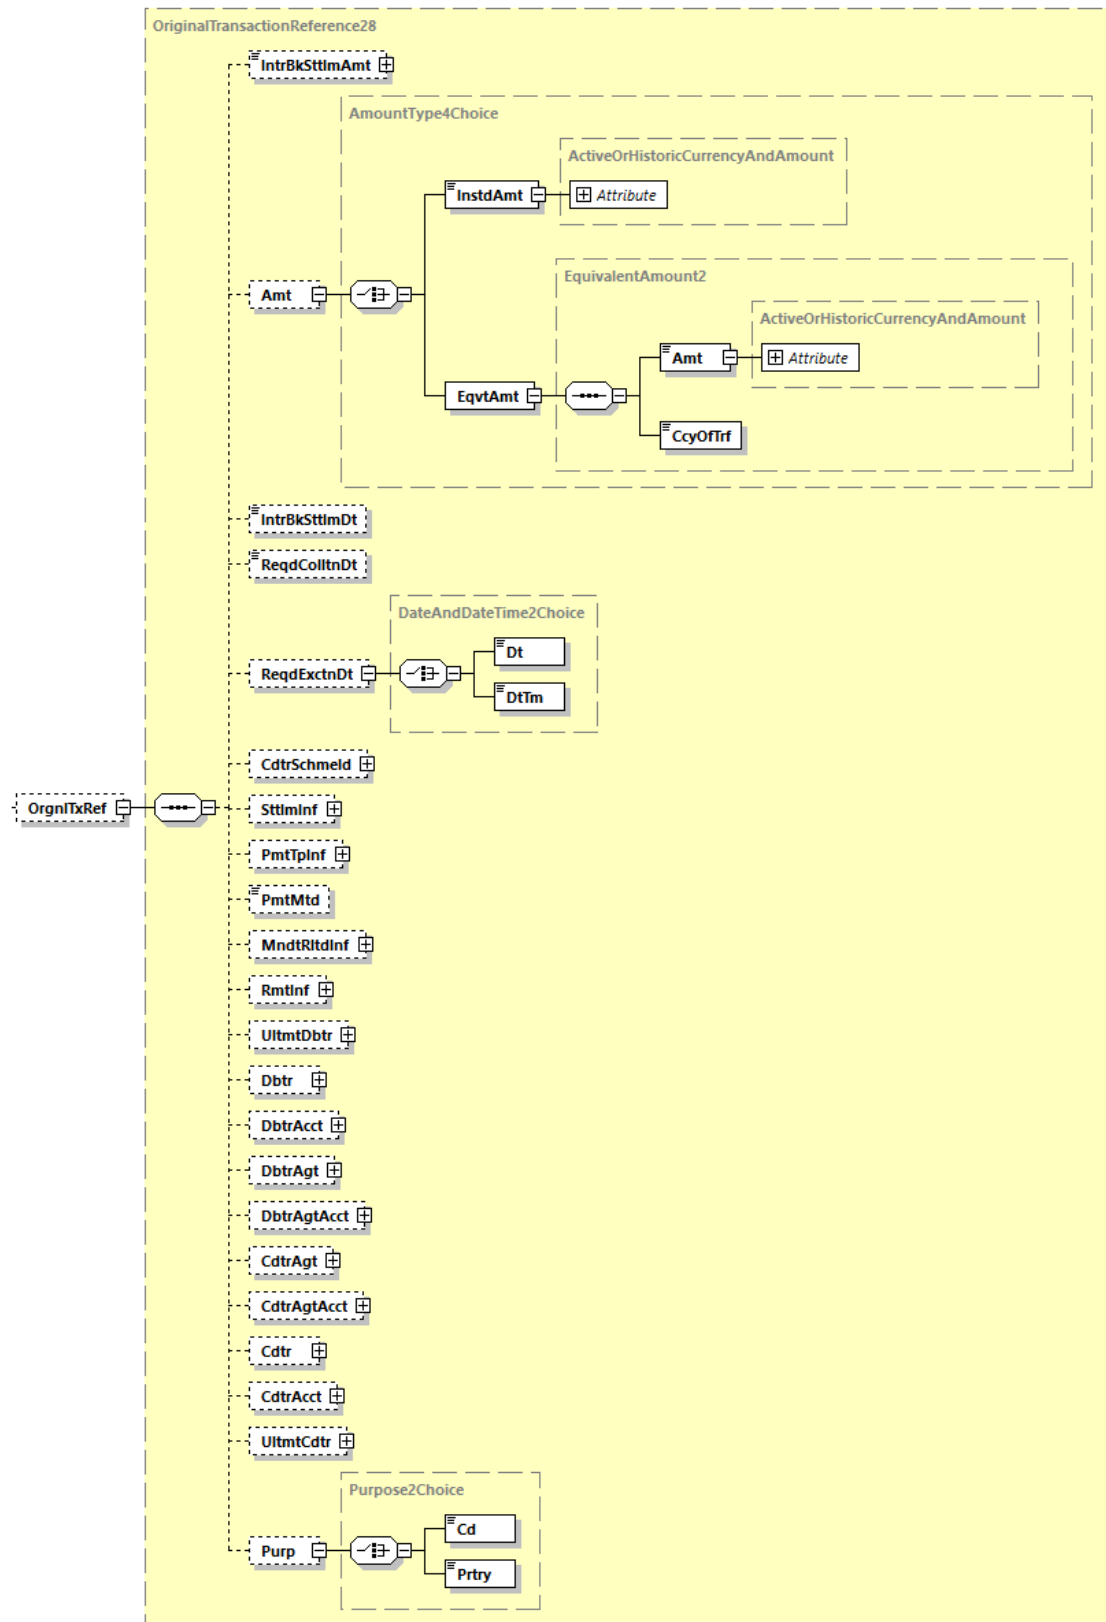 OriginalTransactionReference28
IntrBkSttlmAmt
AmountType4Choice
ActiveOrHistoricCurrencyAndAmount
InstdAmt
Attribute
EquivalentAmount2
ActiveOrHistoricCurrencyAndAmount
Amt
Amt
Attribute
EqvtAmt
CcyOfTrf
IntrBkSttlmDt
ReqdColltnDt
DateAndDateTime2Choice
Dt
ReqdExctnDt
DtTm
CdtrSchmeId
OrgnlTxRef
SttlmInf
PmtTpInf
PmtMtd
MndtRltdInf
RmtInf
UltmtDbtr
Dbtr
DbtrAcct
DbtrAgt
DbtrAgtAcct
CdtrAgt
CdtrAgtAcct
Cdtr
CdtrAcct
UltmtCdtr
Purpose2Choice
Cd
Purp
Prtry